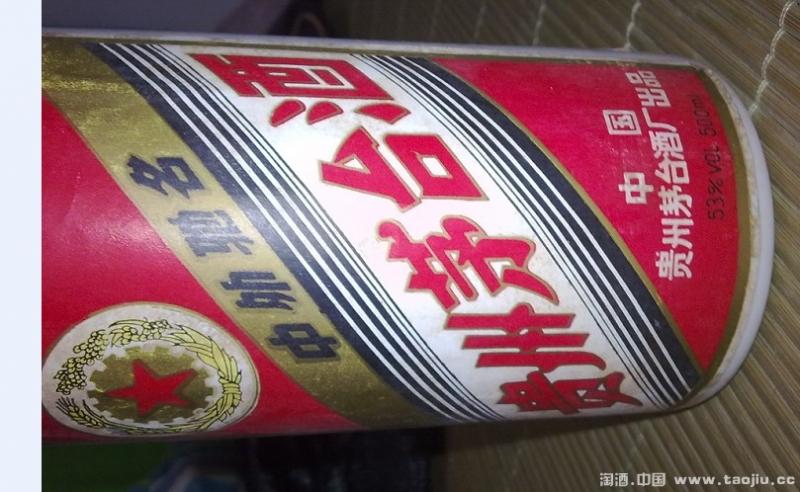 中外驰名
贵州茅台酒
中国
贵州茅台酒厂出品
53%VOL 500ml
淘酒.中国 www.taojiu.cc